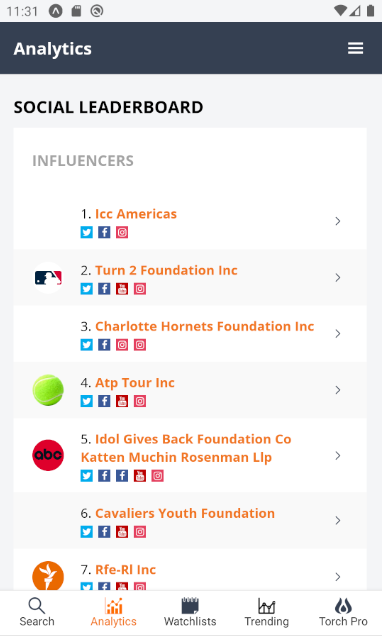 11:31
Analytics
SOCIAL LEADERBOARD
INFLUENCERS
1. Icc Americas
2. Turn 2 Foundation Inc
3. Charlotte Hornets Foundation Inc
4. Atp Tour Inc
abc
5. Idol Gives Back Foundation Co
Katten Muchin Rosenman Llp
6. Cavaliers Youth Foundation
7. Rfe-Rl Inc
Search
Analytics
Watchlists
Trending
Torch Pro